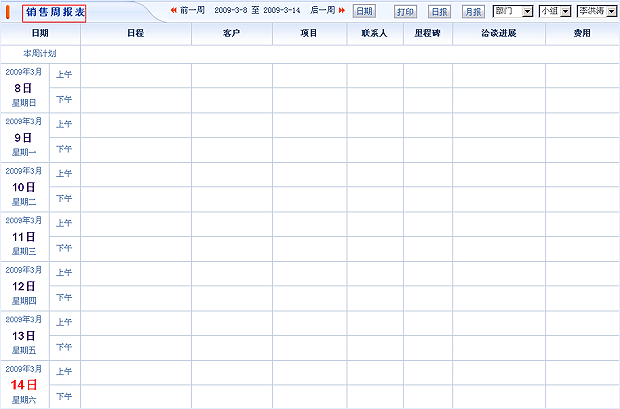 销售周报表 前一周 2009-3-8 至 2009-3-14 后一周 日期 打印 日报 月报 部门 小组 李洪涛
日期 日程 客户 项目 联系人 里程碑 洽谈进展 费用
本周计划
2009年3月 上午
8日
星期日 下午
2009年3月 上午
9日
星期一 下午
2009年3月 上午
10日
星期二 下午
2009年3月 上午
11日
星期三 下午
2009年3月 上午
12日
星期四 下午
2009年3月 上午
13日
星期五 下午
2009年3月 上午
14日
星期六 下午